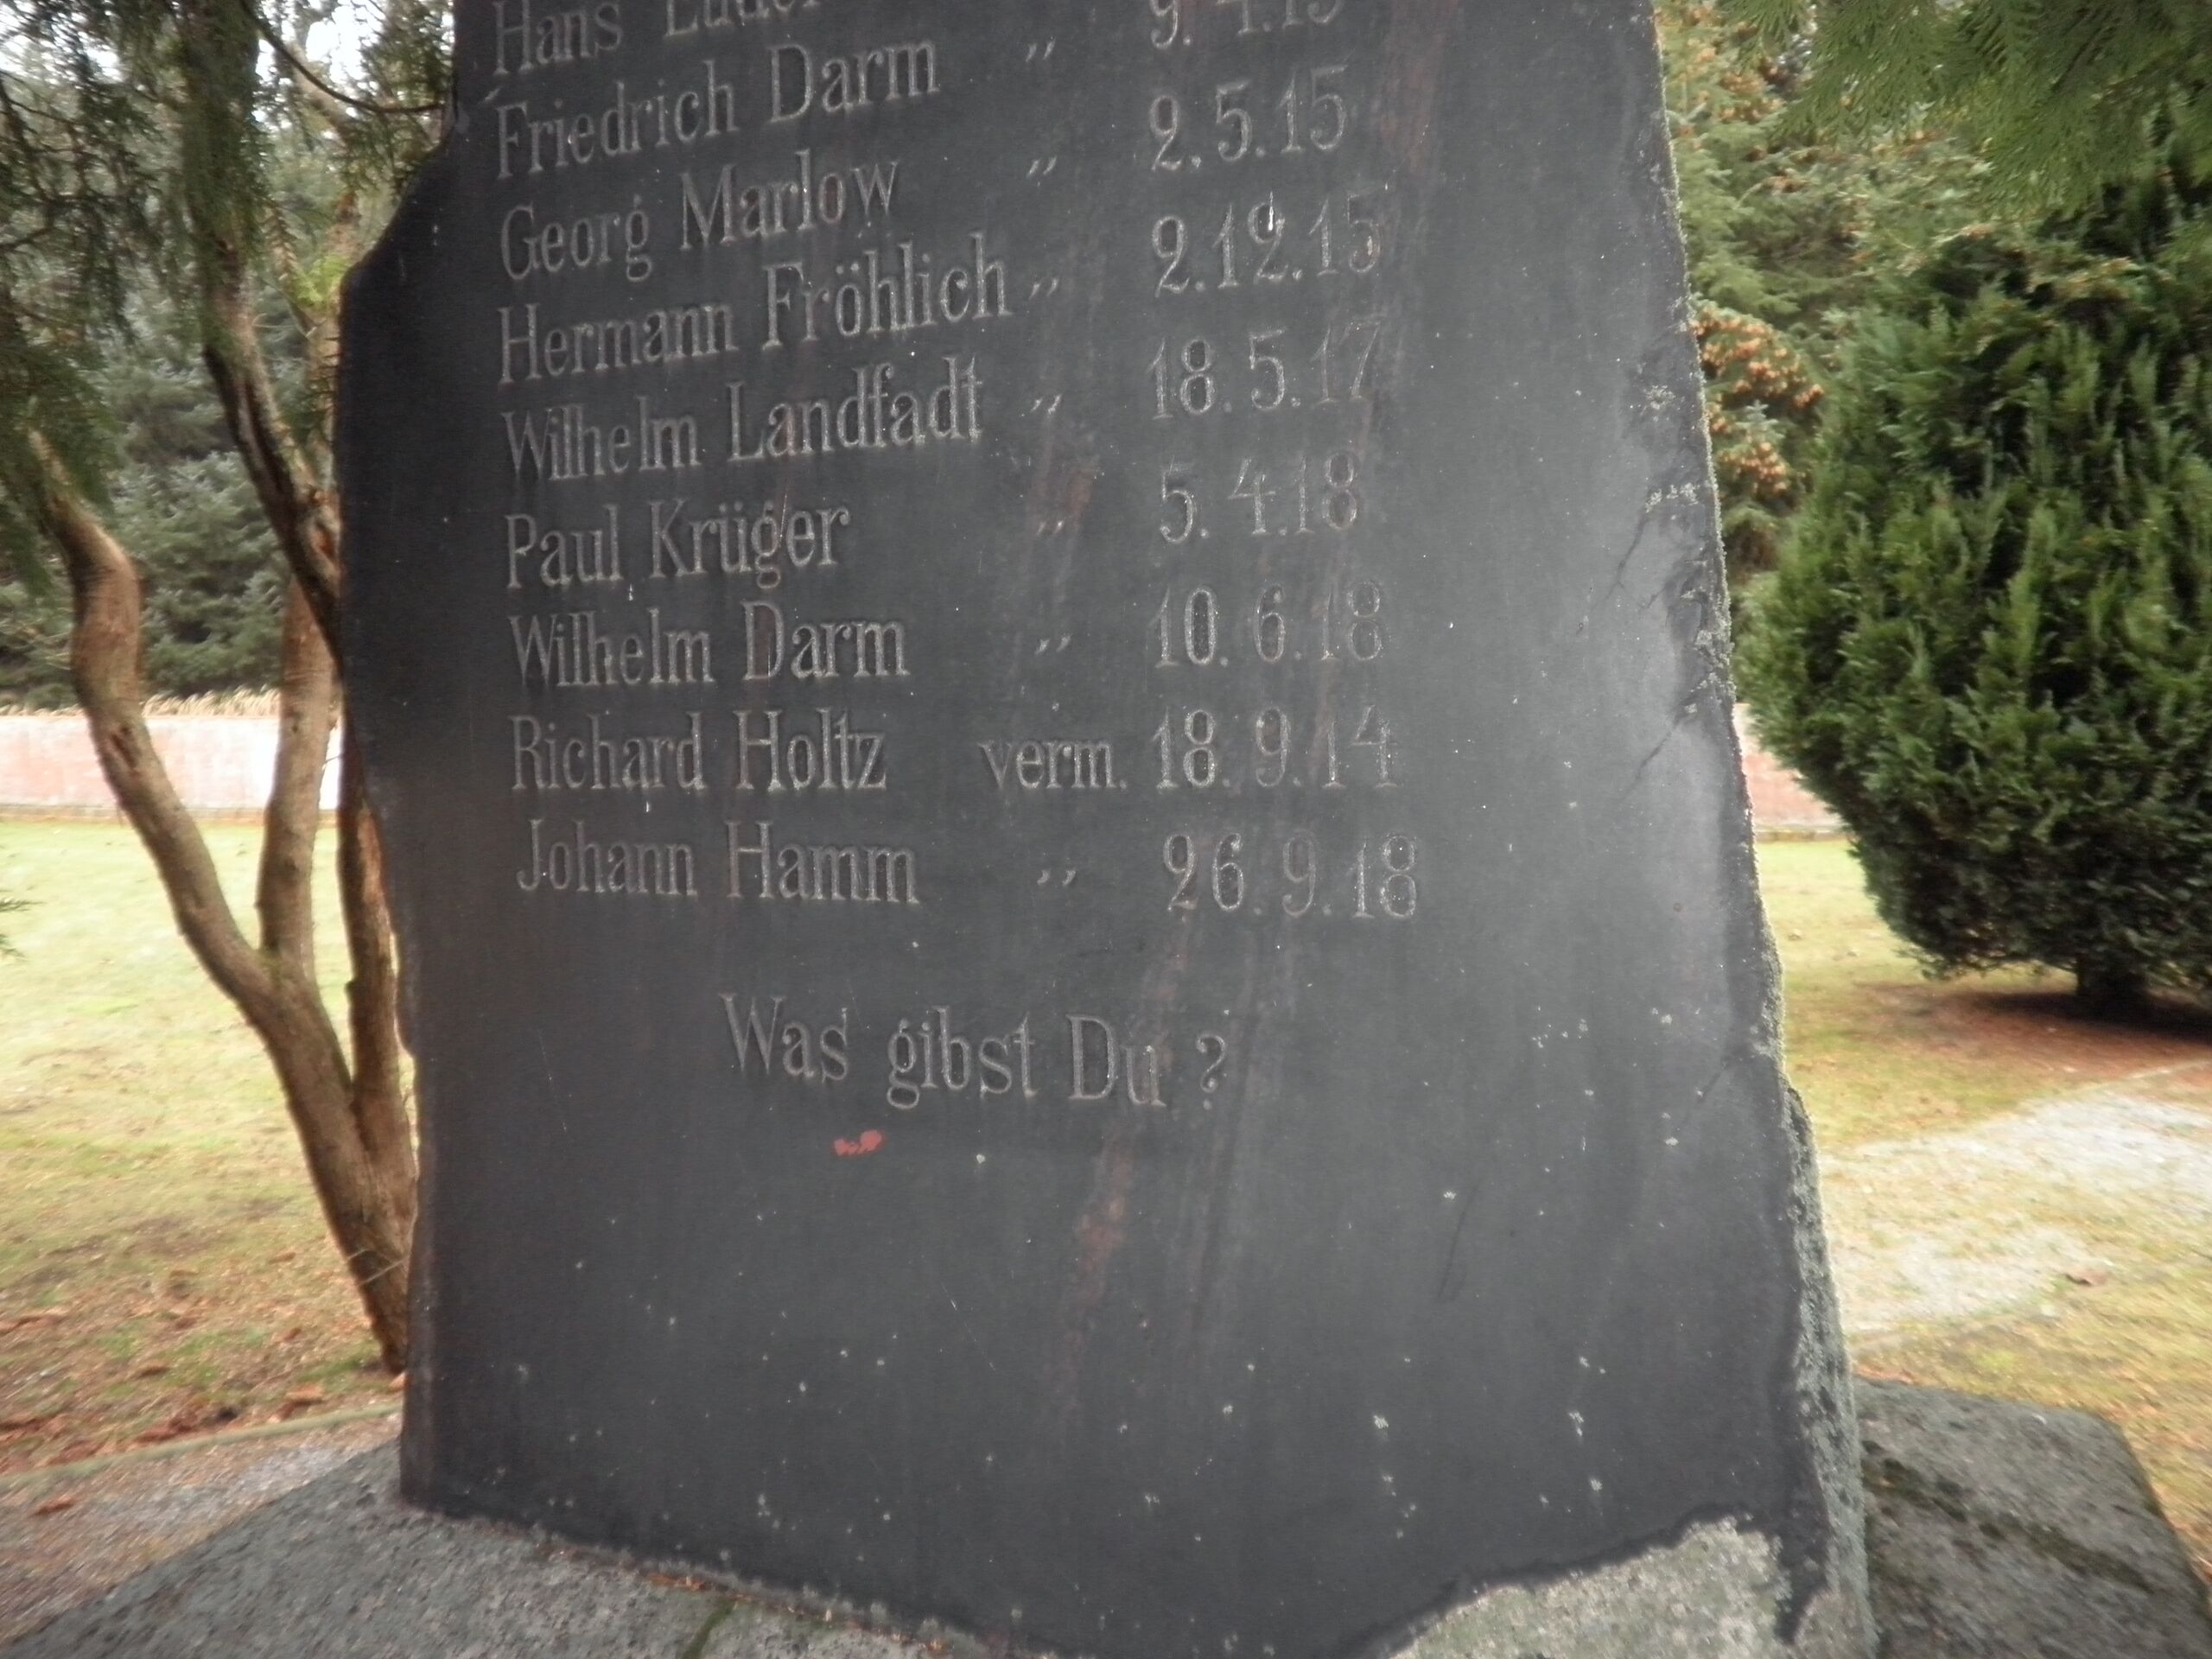 Hans
Friedrich Darm " 9. 4.15
Georg Marlow " 2. 5.15
Hermann Fröhlich " 2.12.15
Wilhelm Landfadt " 18. 5.17
Paul Krüger " 5. 4.18
Wilhelm Darm " 10. 6.18
Richard Holtz verm. 18. 9.14
Johann Hamm " 26. 9.18
Was gibst Du ?